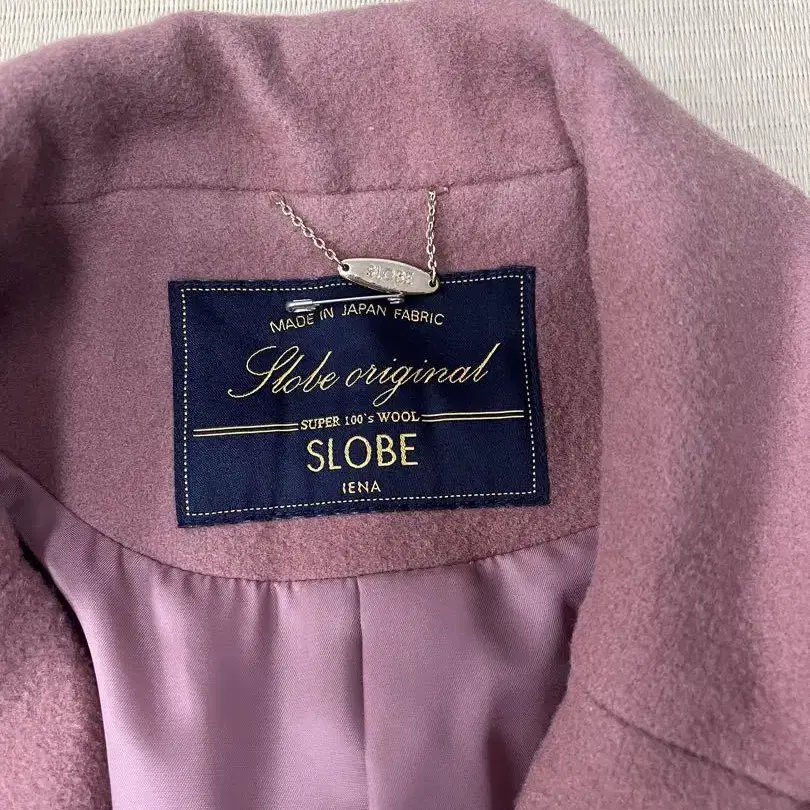 SLOBE
MADE IN JAPAN FABRIC
Slobe original
SUPER 100's WOOL
SLOBE
IENA